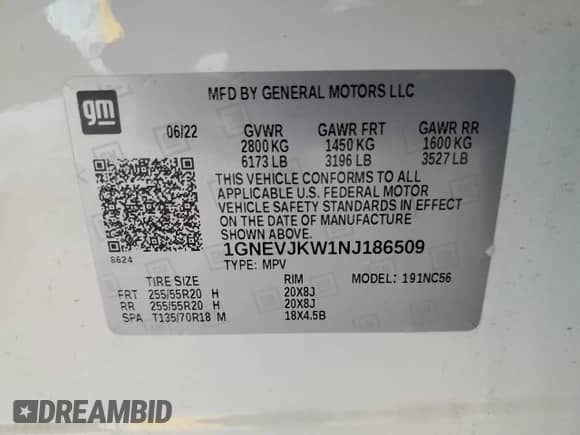 gm
MFD BY GENERAL MOTORS LLC
06/22 GVWR GAWR FRT GAWR RR
2800 KG 1450 KG 1600 KG
6173 LB 3196 LB 3527 LB
THIS VEHICLE CONFORMS TO ALL
APPLICABLE U.S. FEDERAL MOTOR
VEHICLE SAFETY STANDARDS IN EFFECT
ON THE DATE OF MANUFACTURE
SHOWN ABOVE.
8624
1GNEVJKW1NJ186509
TYPE: MPV
TIRE SIZE RIM MODEL: 191NC56
FRT 255/55R20 H 20X8J
RR 255/55R20 H 20X8J
SPA T135/70R18 M 18X4.5B
DREAMBID